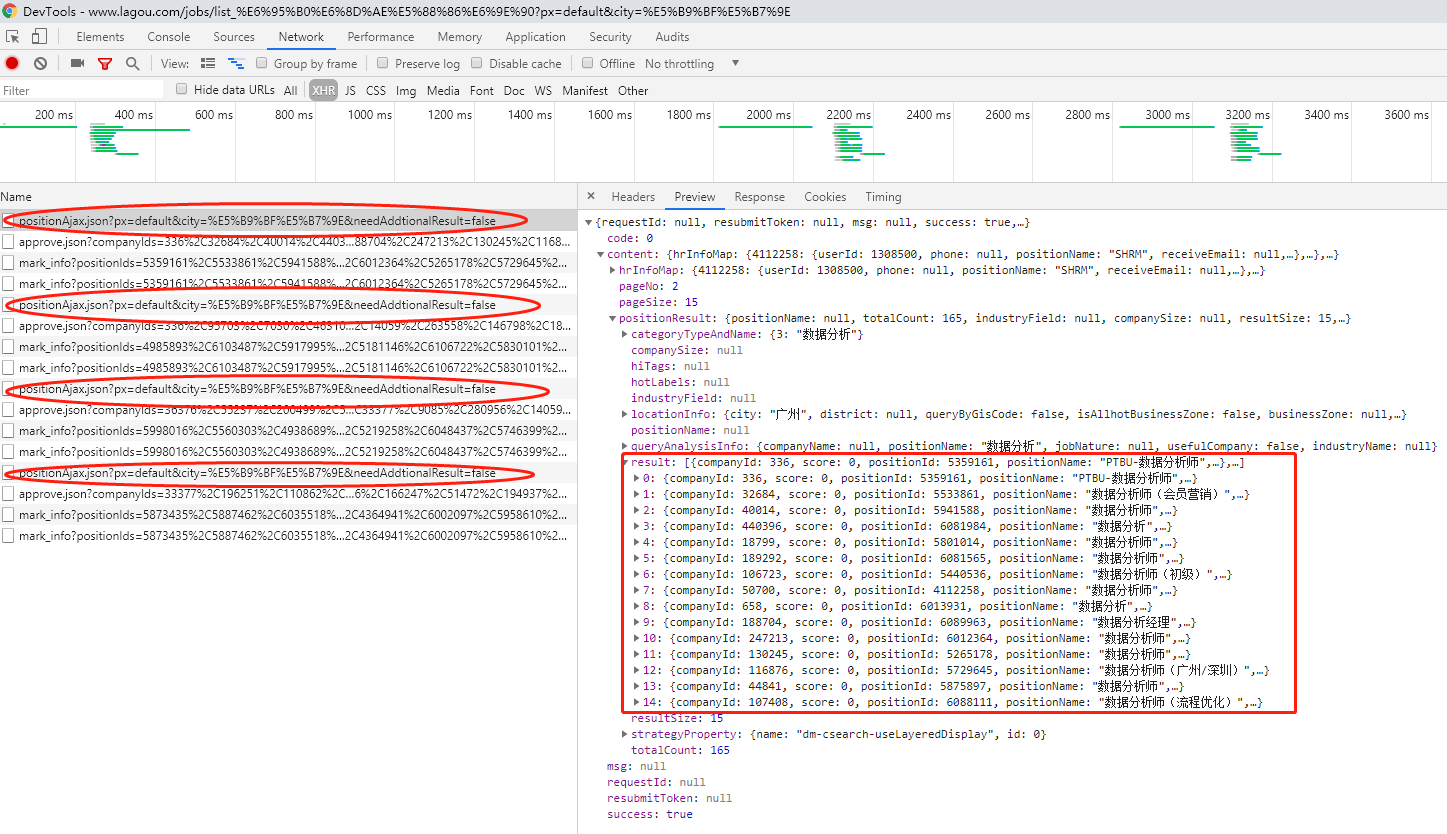 DevTools - www.lagou.com/jobs/list_%E6%95%B0%E6%8D%AE%E5%88%86%E6%9E%90?px=default&city=%E5%B9%BF%E5%B7%9E
Elements Console Sources Network Performance Memory Application Security Audits
View: Group by frame Preserve log Disable cache Offline No throttling
Filter Hide data URLs All XHR JS CSS Img Media Font Doc WS Manifest Other
200 ms 400 ms 600 ms 800 ms 1000 ms 1200 ms 1400 ms 1600 ms 1800 ms 2000 ms 2200 ms 2400 ms 2600 ms 2800 ms 3000 ms 3200 ms 3400 ms 3600 ms
Name
positionAjax.json?px=default&city=%E5%B9%BF%E5%B7%9E&needAddtionalResult=false
approve.json?companyIds=336%2C32684%2C40014%2C4403...88704%2C247213%2C130245%2C1168...
mark_info?positionIds=5359161%2C5533861%2C5941588%...2C6012364%2C5265178%2C5729645%...
mark_info?positionIds=5359161%2C5533861%2C5941588%...2C6012364%2C5265178%2C5729645%...
positionAjax.json?px=default&city=%E5%B9%BF%E5%B7%9E&needAddtionalResult=false
approve.json?companyIds=336%2C95703%2C7030%2C46310...%2C14059%2C263558%2C146798%2C18...
mark_info?positionIds=4985893%2C6103487%2C5917995%...2C5181146%2C6106722%2C5830101%...
mark_info?positionIds=4985893%2C6103487%2C5917995%...2C5181146%2C6106722%2C5830101%...
positionAjax.json?px=default&city=%E5%B9%BF%E5%B7%9E&needAddtionalResult=false
approve.json?companyIds=36376%2C55237%2C200499%2C5...C33377%2C9085%2C280956%2C14059...
mark_info?positionIds=5998016%2C5560303%2C4938689%...2C5219258%2C6048437%2C5746399%...
mark_info?positionIds=5998016%2C5560303%2C4938689%...2C5219258%2C6048437%2C5746399%...
positionAjax.json?px=default&city=%E5%B9%BF%E5%B7%9E&needAddtionalResult=false
approve.json?companyIds=33377%2C196251%2C110862%2C...6%2C166247%2C51472%2C194937%2C...
mark_info?positionIds=5873435%2C5887462%2C6035518%...2C4364941%2C6002097%2C5958610%2...
mark_info?positionIds=5873435%2C5887462%2C6035518%...2C4364941%2C6002097%2C5958610%2...
Headers Preview Response Cookies Timing
{requestId: null, resubmitToken: null, msg: null, success: true,…}
code: 0
content: {hrInfoMap: {4112258: {userId: 1308500, phone: null, positionName: "SHRM", receiveEmail: null,…},…},…}
hrInfoMap: {4112258: {userId: 1308500, phone: null, positionName: "SHRM", receiveEmail: null,…},…}
pageNo: 2
pageSize: 15
positionResult: {positionName: null, totalCount: 165, industryField: null, companySize: null, resultSize: 15,…}
categoryTypeAndName: {3: "数据分析"}
companySize: null
hiTags: null
hotLabels: null
industryField: null
locationInfo: {city: "广州", district: null, queryByGisCode: false, isAllhotBusinessZone: false, businessZone: null,…}
positionName: null
queryAnalysisInfo: {companyName: null, positionName: "数据分析", jobNature: null, usefulCompany: false, industryName: null}
result: [{companyId: 336, score: 0, positionId: 5359161, positionName: "PTBU-数据分析师",…},…]
0: {companyId: 336, score: 0, positionId: 5359161, positionName: "PTBU-数据分析师",…}
1: {companyId: 32684, score: 0, positionId: 5533861, positionName: "数据分析师（会员营销）",…}
2: {companyId: 40014, score: 0, positionId: 5941588, positionName: "数据分析师",…}
3: {companyId: 440396, score: 0, positionId: 6081984, positionName: "数据分析",…}
4: {companyId: 18799, score: 0, positionId: 5801014, positionName: "数据分析师",…}
5: {companyId: 189292, score: 0, positionId: 6081565, positionName: "数据分析师",…}
6: {companyId: 106723, score: 0, positionId: 5440536, positionName: "数据分析师（初级）",…}
7: {companyId: 50700, score: 0, positionId: 4112258, positionName: "数据分析师",…}
8: {companyId: 658, score: 0, positionId: 6013931, positionName: "数据分析",…}
9: {companyId: 188704, score: 0, positionId: 6089963, positionName: "数据分析经理",…}
10: {companyId: 247213, score: 0, positionId: 6012364, positionName: "数据分析师",…}
11: {companyId: 130245, score: 0, positionId: 5265178, positionName: "数据分析师",…}
12: {companyId: 116876, score: 0, positionId: 5729645, positionName: "数据分析师（广州/深圳）",…}
13: {companyId: 44841, score: 0, positionId: 5875897, positionName: "数据分析师",…}
14: {companyId: 107408, score: 0, positionId: 6088111, positionName: "数据分析师（流程优化）",…}
resultSize: 15
strategyProperty: {name: "dm-csearch-useLayeredDisplay", id: 0}
totalCount: 165
msg: null
requestId: null
resubmitToken: null
success: true